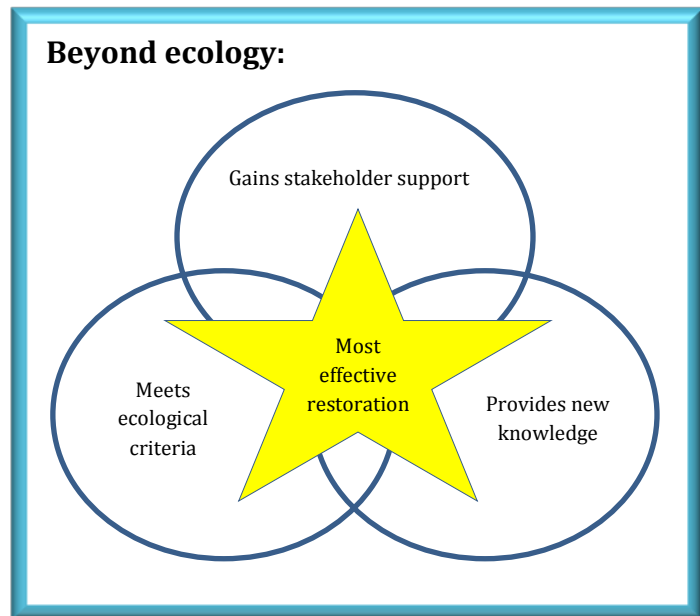 Beyond ecology:
Gains stakeholder support
Most
effective
restoration
Meets
ecological
criteria
Provides new
knowledge